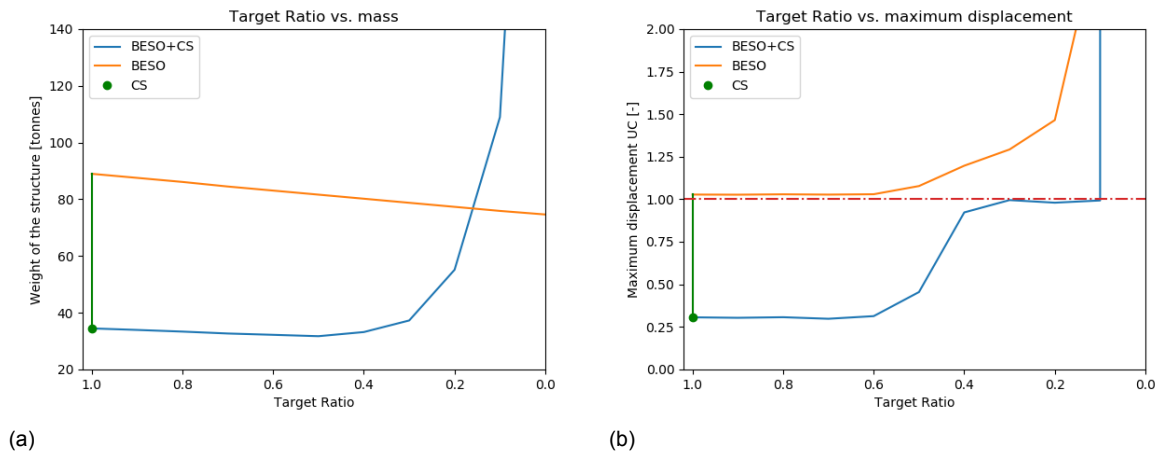 Target Ratio vs. mass
140
120
100
80
60
40
20
1.0 0.8 0.6 0.4 0.2 0.0
Weight of the structure [tonnes]
Target Ratio
BESO+CS
BESO
CS
(a)
Target Ratio vs. maximum displacement
2.00
1.75
1.50
1.25
1.00
0.75
0.50
0.25
0.00
1.0 0.8 0.6 0.4 0.2 0.0
Maximum displacement UC [-]
Target Ratio
BESO+CS
BESO
CS
(b)